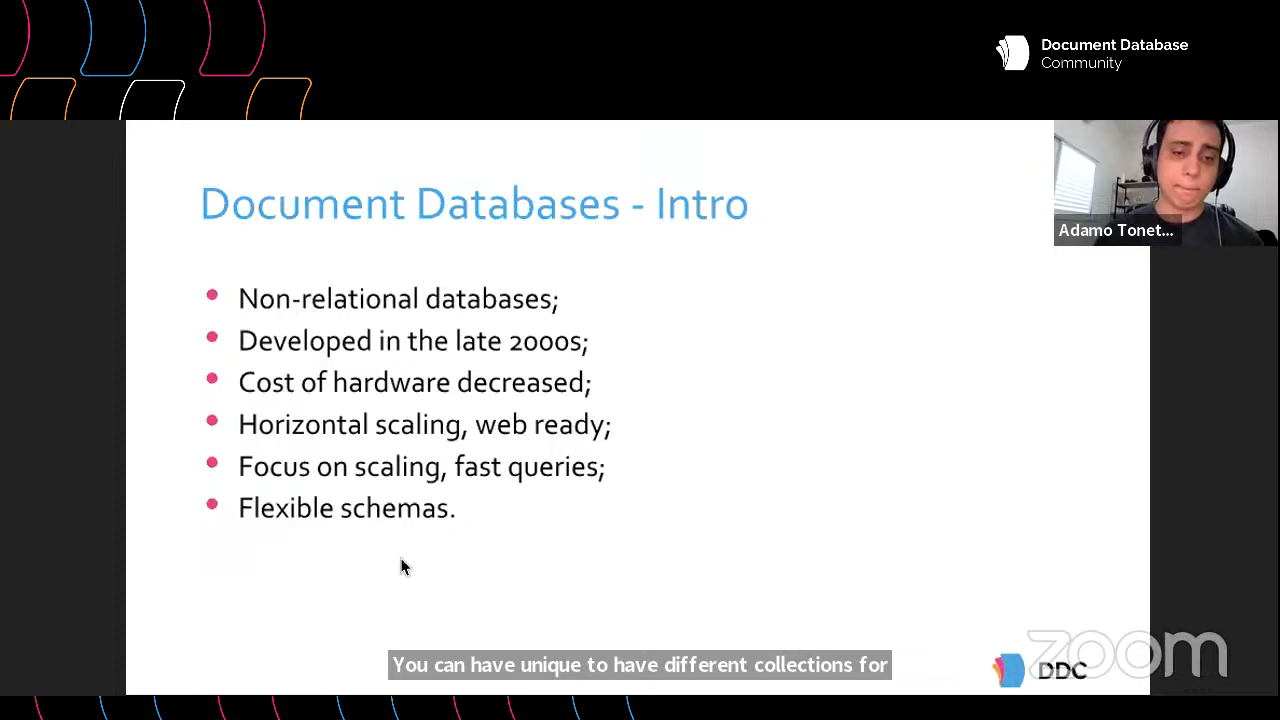 Document Database
Community
Document Databases - Intro
Adamo Tonet...
Non-relational databases;
Developed in the late 2000s;
Cost of hardware decreased;
Horizontal scaling, web ready;
Focus on scaling, fast queries;
Flexible schemas.
You can have unique to have different collections for
DDC
zoom